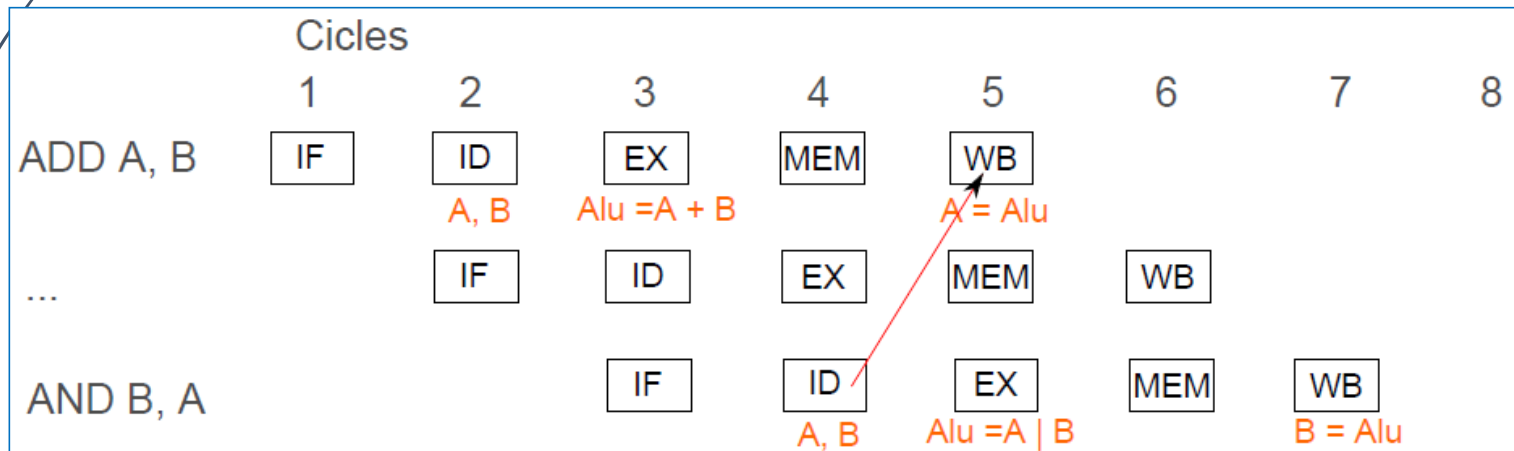 Cicles
1 2 3 4 5 6 7 8
ADD A, B IF ID EX MEM WB
A, B Alu =A + B A = Alu
... IF ID EX MEM WB
AND B, A IF ID EX MEM WB
A, B Alu =A | B B = Alu